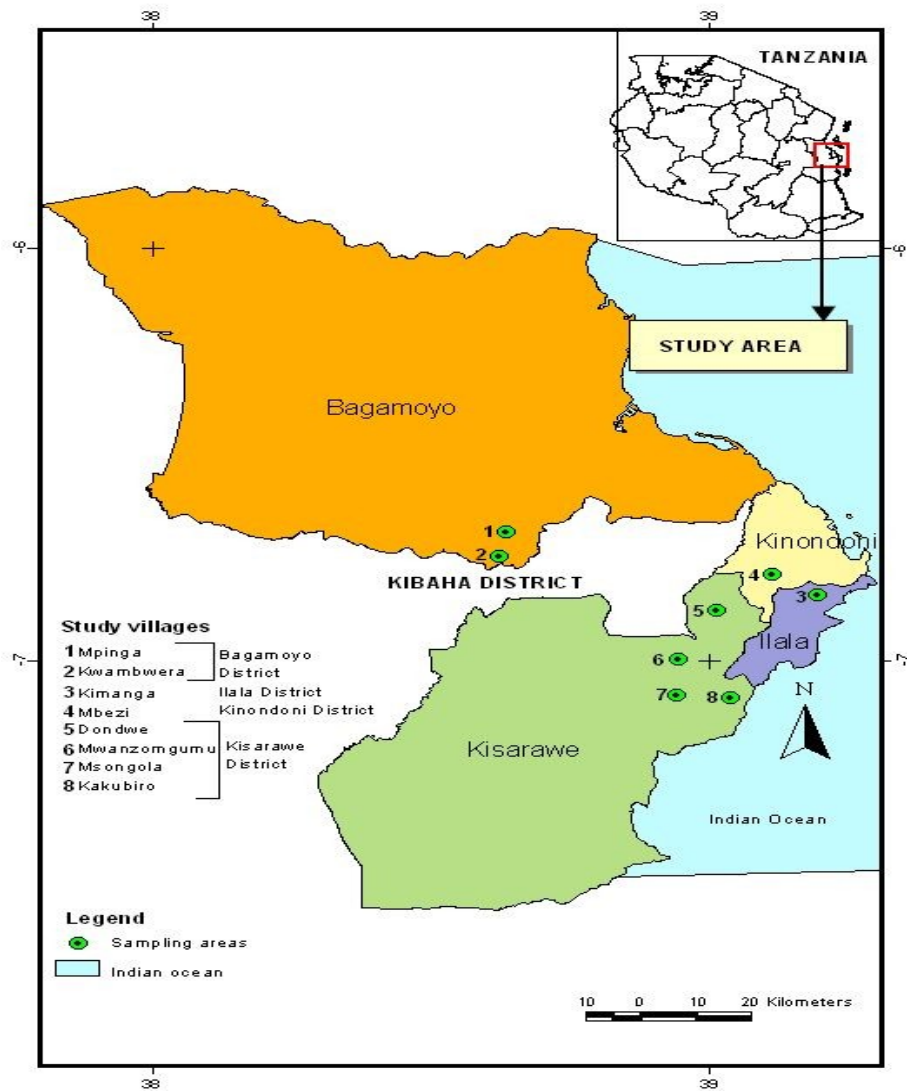 38
39
TANZANIA
-6
-6
STUDY AREA
Bagamoyo
1
2
Kinondoni
4
3
KIBAHA DISTRICT
5
Ilala
Study villages
1 Mpinga
2 Kwambwera
Bagamoyo
District
3 Kimanga Ilala District
4 Mbezi Kinondoni District
5 Dondwe
6 Mwanzomgumu
7 Msongola
8 Kakubiro
Kisarawe
District
-7
-7
6
7
8
N
Kisarawe
Indian Ocean
Legend
Sampling areas
Indian ocean
10 0 10 20 Kilometers
38
39